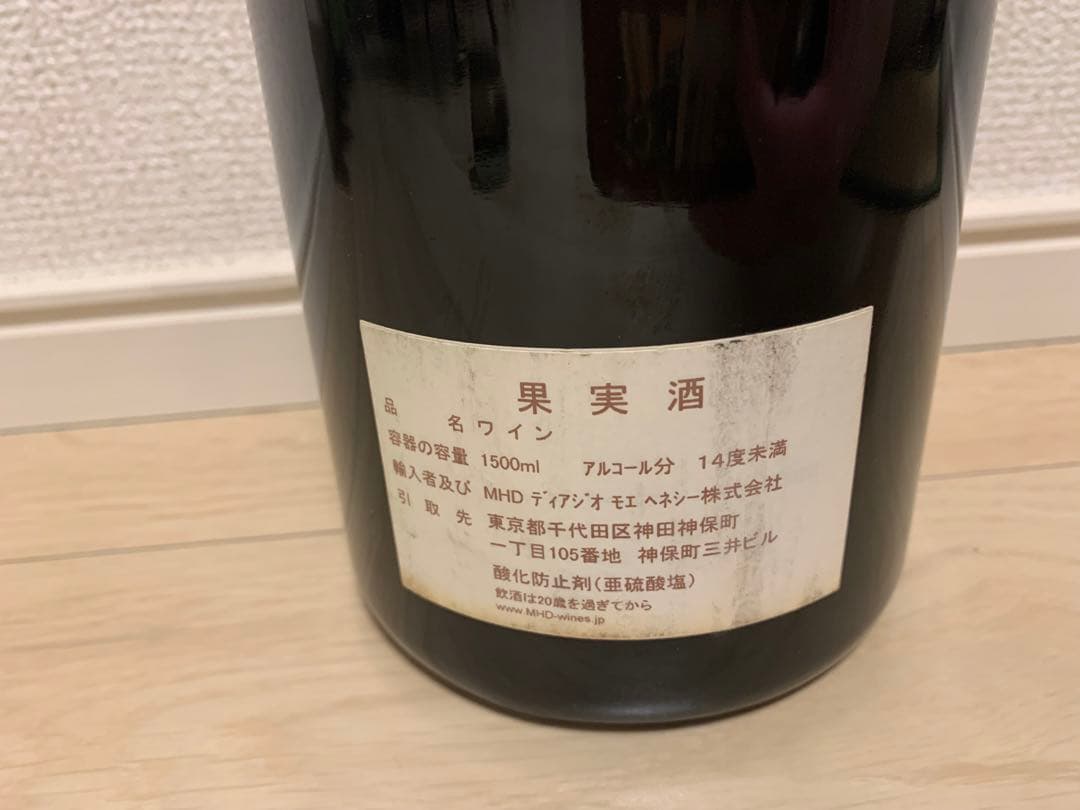 果実酒
品名 ワイン
容器の容量 1500ml アルコール分 14度未満
輸入者及び MHD ディアジオ モエ ヘネシー株式会社
引取先 東京都千代田区神田神保町
一丁目105番地 神保町三井ビル
酸化防止剤(亜硫酸塩)
飲酒は20歳を過ぎてから
www.MHD-wines.jp